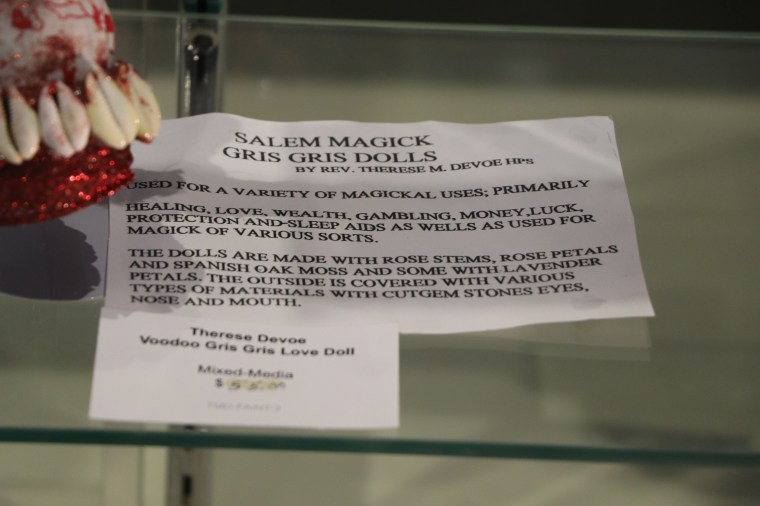 SALEM MAGICK
GRIS GRIS DOLLS
BY REV. THERESE M. DEVOE HPs
USED FOR A VARIETY OF MAGICKAL USES; PRIMARILY
HEALING, LOVE, WEALTH, GAMBLING, MONEY,LUCK,
PROTECTION AND SLEEP AIDS AS WELLS AS USED FOR
MAGICK OF VARIOUS SORTS.
THE DOLLS ARE MADE WITH ROSE STEMS, ROSE PETALS
AND SPANISH OAK MOSS AND SOME WITH LAVENDER
PETALS. THE OUTSIDE IS COVERED WITH VARIOUS
TYPES OF MATERIALS WITH CUTGEM STONES EYES,
NOSE AND MOUTH.
Therese Devoe
Voodoo Gris Gris Love Doll
Mixed-Media
$ 55.00